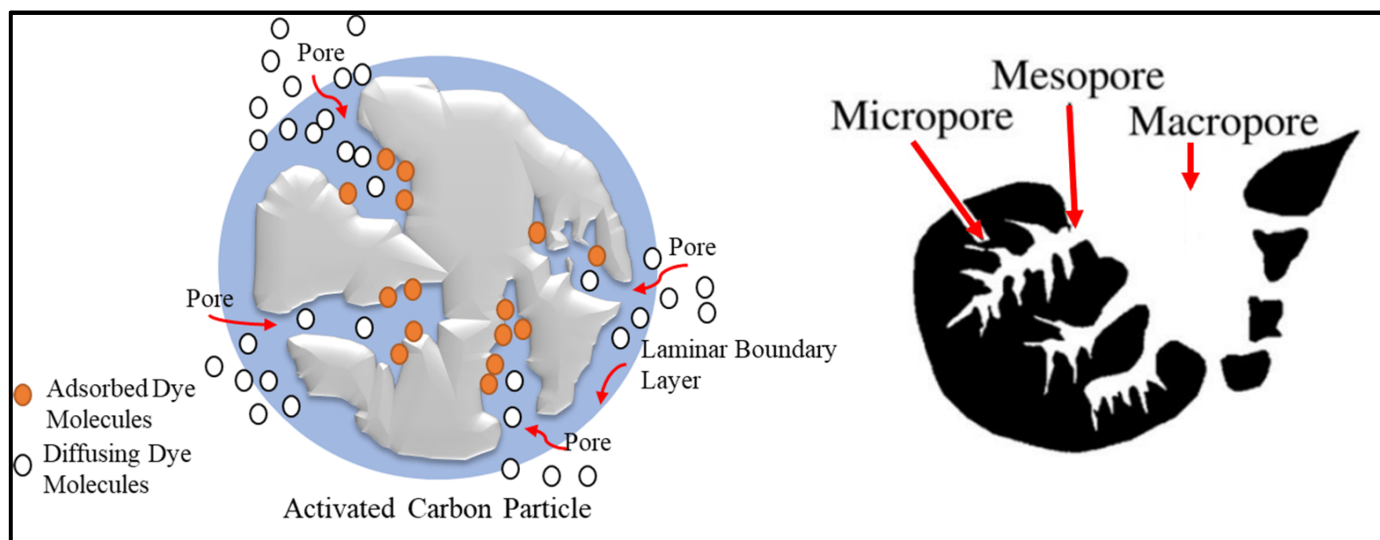 Pore
Pore
Pore
Laminar Boundary
Layer
Pore
Adsorbed Dye
Molecules
Diffusing Dye
Molecules
Activated Carbon Particle
Mesopore
Micropore
Macropore